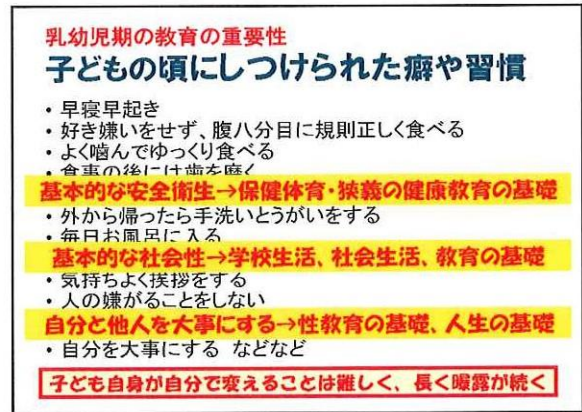 乳幼児期の教育の重要性
子どもの頃にしつけられた癖や習慣
・早寝早起き
・好き嫌いをせず、腹八分目に規則正しく食べる
・よく噛んでゆっくり食べる
・食事の後には歯を磨く
基本的な安全衛生→保健体育・狭義の健康教育の基礎
・外から帰ったら手洗いとうがいをする
・毎日お風呂に入る
基本的な社会性→学校生活、社会生活、教育の基礎
・気持ちよく挨拶をする
・人の嫌がることをしない
自分と他人を大事にする→性教育の基礎、人生の基礎
・自分を大事にする などなど
子ども自身が自分で変えることは難しく、長く曝露が続く